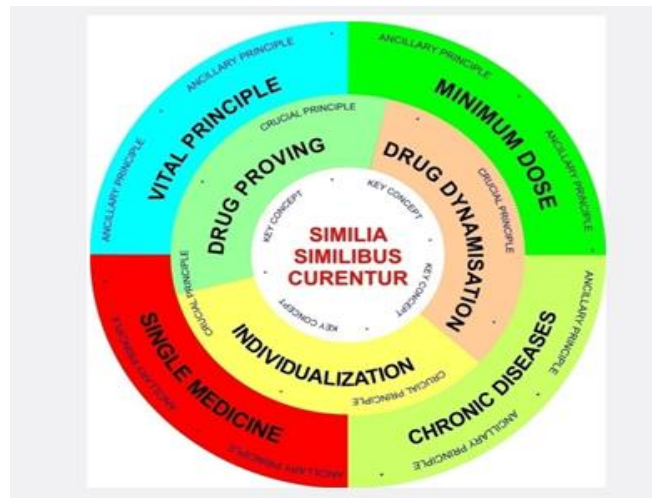 ANCILLARY PRINCIPLE
ANCILLARY PRINCIPLE
VITAL PRINCIPLE
ANCILLARY PRINCIPLE
ANCILLARY PRINCIPLE
MINIMUM DOSE
CRUCIAL PRINCIPLE
DRUG PROVING
CRUCIAL PRINCIPLE
DRUG DYNAMISATION
CRUCIAL PRINCIPLE
INDIVIDUALIZATION
CRUCIAL PRINCIPLE
KEY CONCEPT
KEY CONCEPT
KEY CONCEPT
KEY CONCEPT
SIMILIA
SIMILIBUS
CURENTUR
ANCILLARY PRINCIPLE
SINGLE MEDICINE
ANCILLARY PRINCIPLE
ANCILLARY PRINCIPLE
CHRONIC DISEASES
ANCILLARY PRINCIPLE